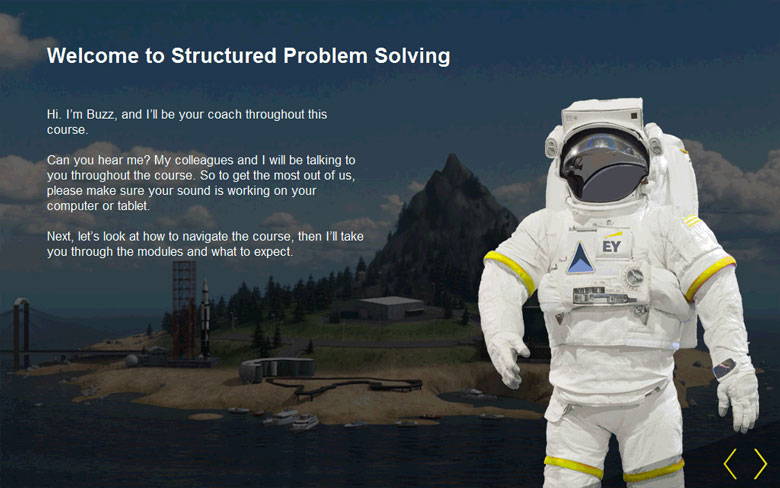 Welcome to Structured Problem Solving
Hi. I'm Buzz, and I'll be your coach throughout this
course.
Can you hear me? My colleagues and I will be talking to
you throughout the course. So to get the most out of us,
please make sure your sound is working on your
computer or tablet.
Next, let's look at how to navigate the course, then I'll take
you through the modules and what to expect.
EY